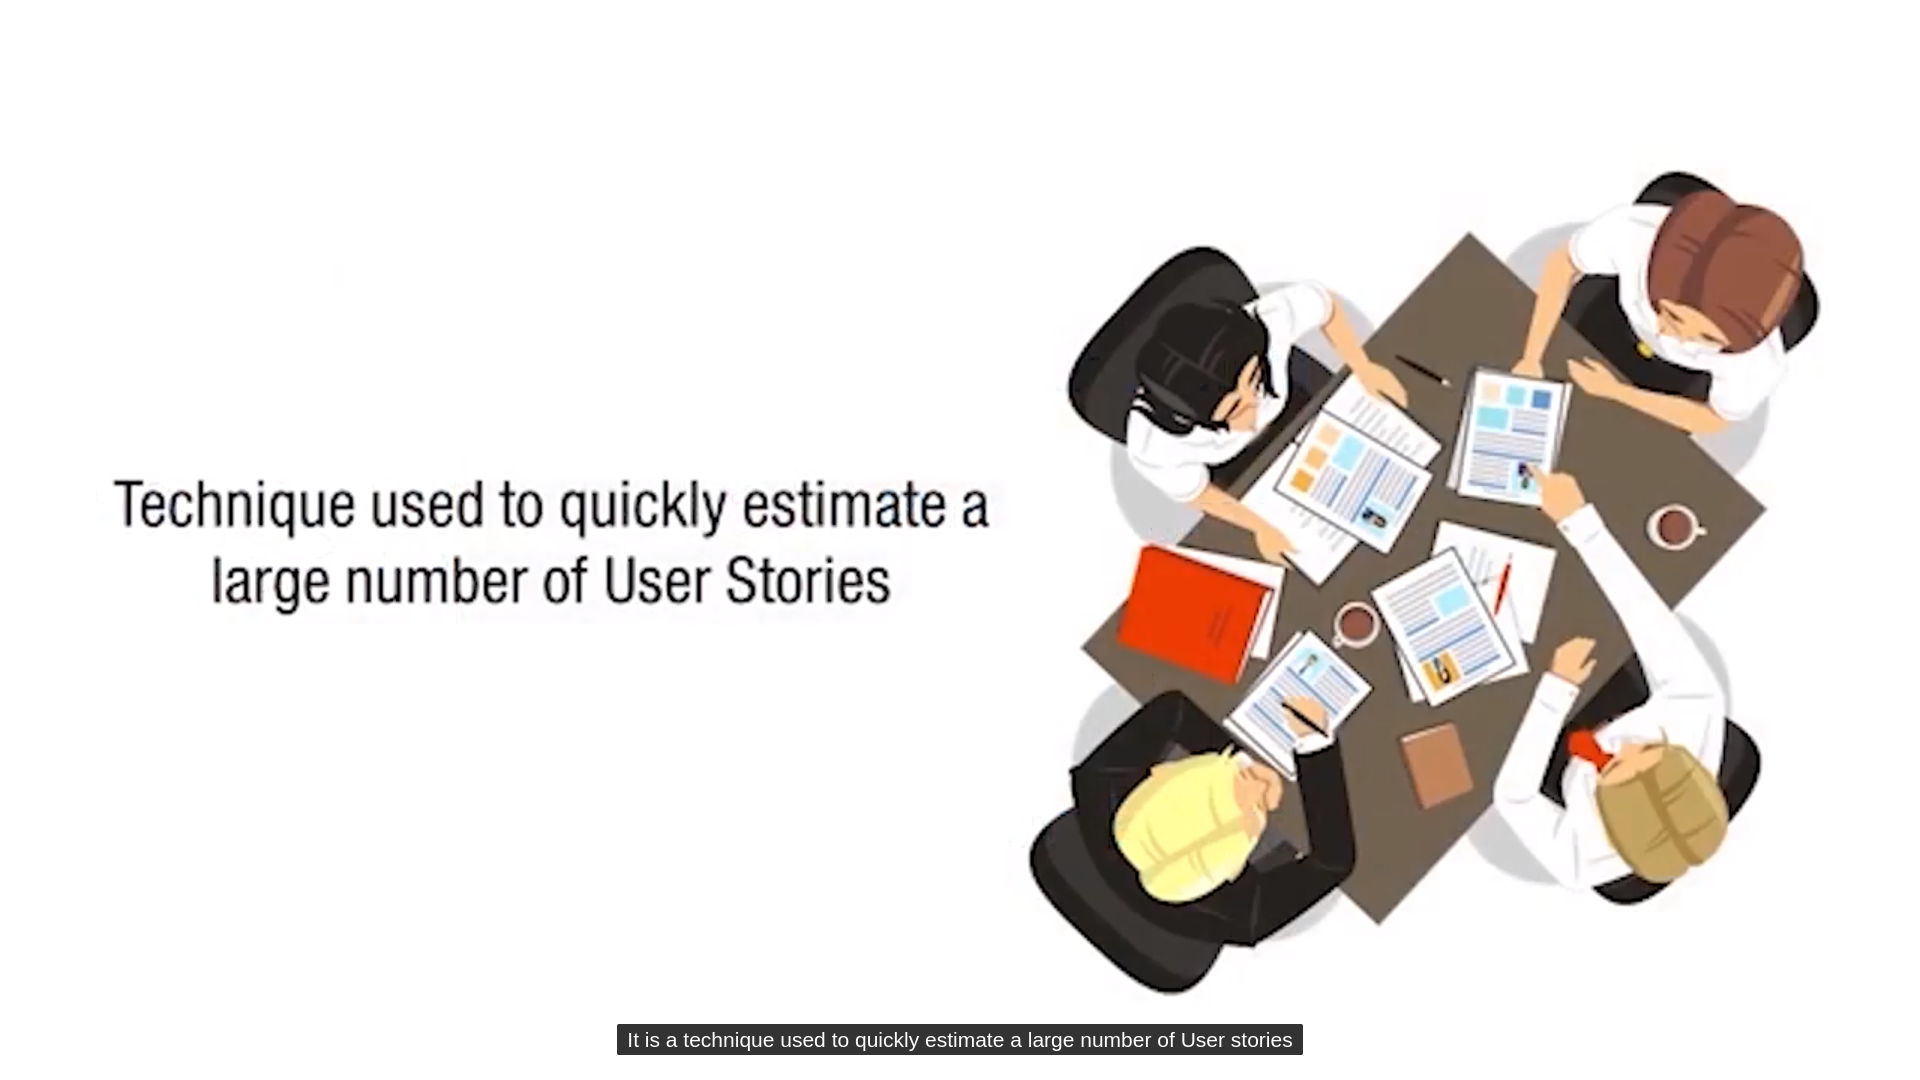 Technique used to quickly estimate a
large number of User Stories
It is a technique used to quickly estimate a large number of User stories